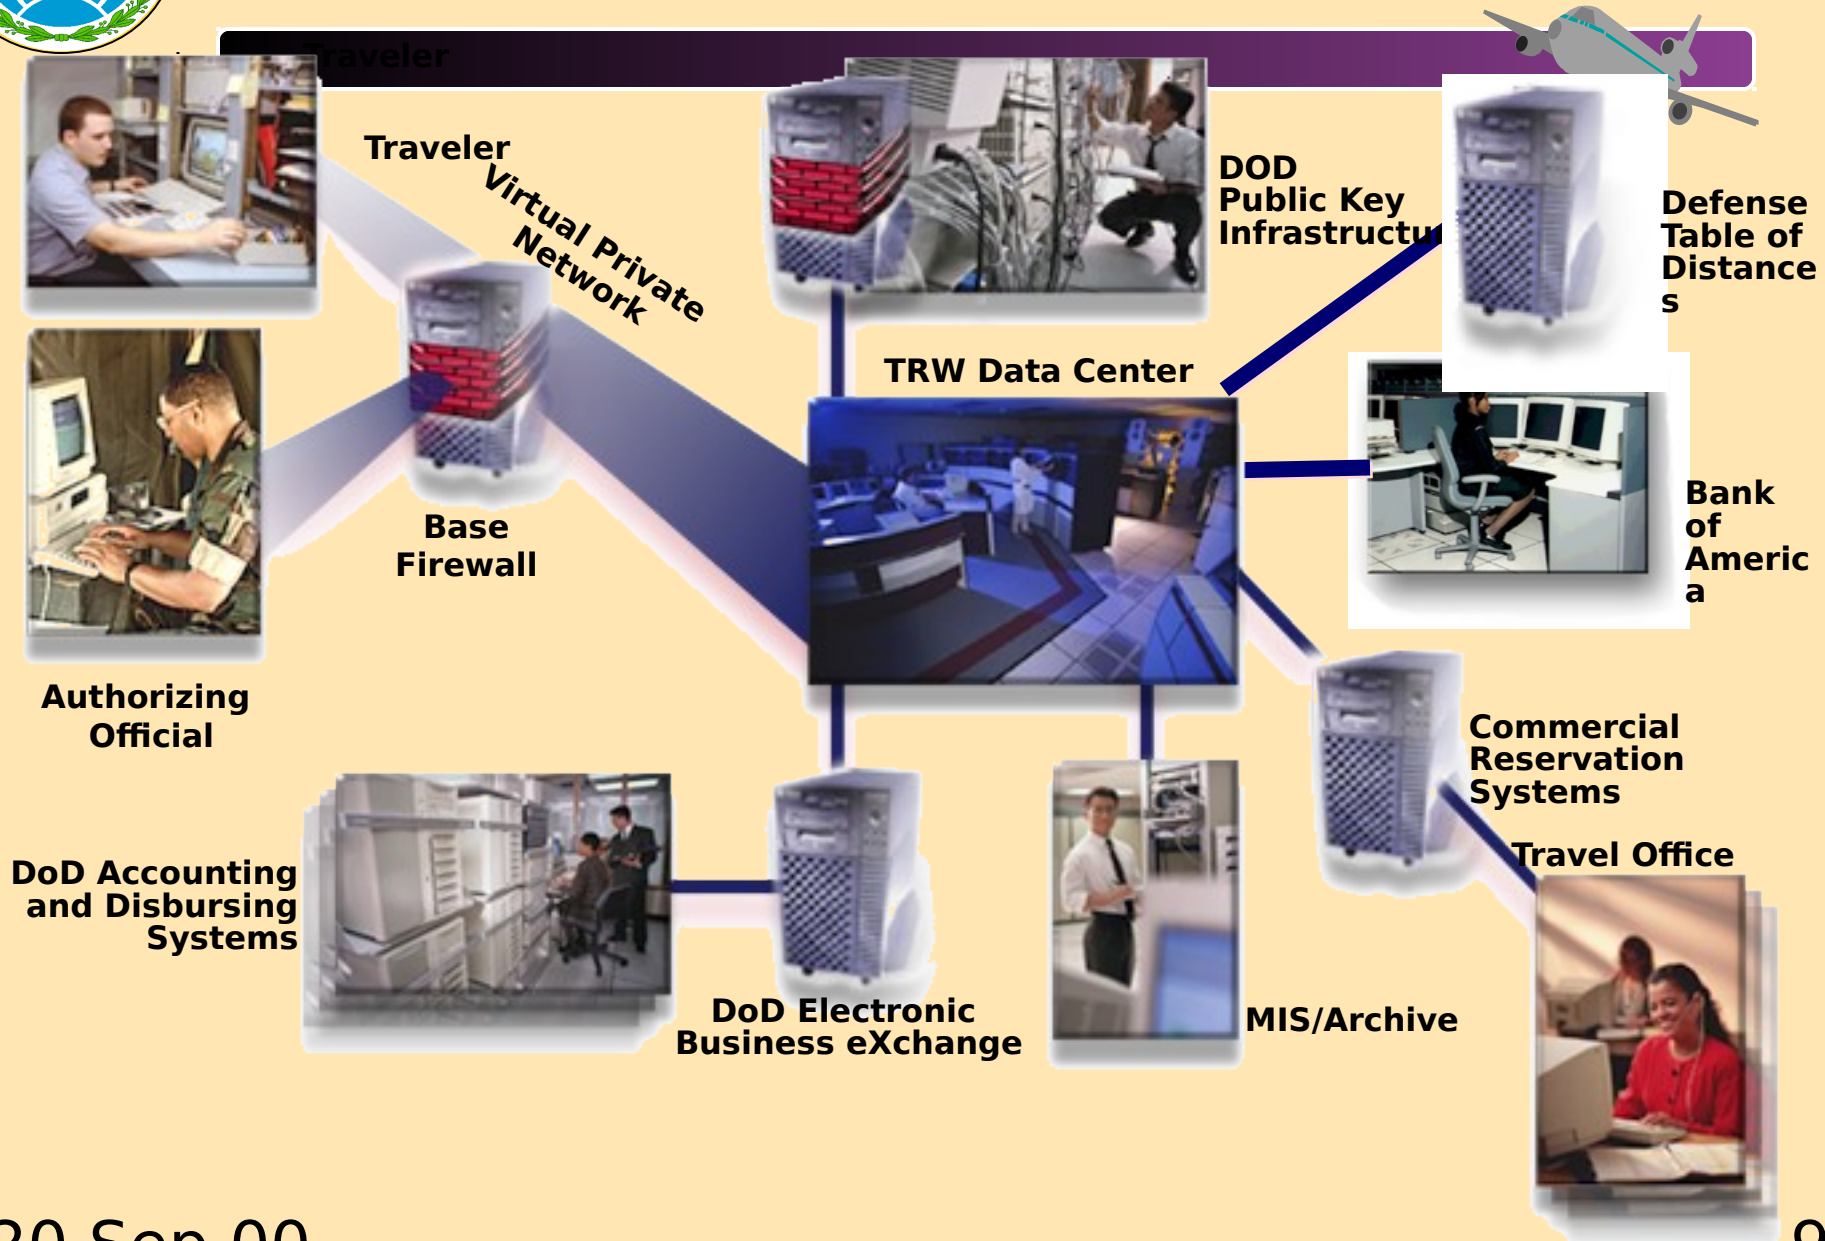 Traveler
Traveler
Virtual Private
Network
DOD
Public Key
Defense
Table of
Distance
s
TRW Data Center
Bank
of
Americ
a
Base
Firewall
Authorizing
Official
Commercial
Reservation
Systems
Travel Office
DoD Accounting
and Disbursing
Systems
DoD Electronic
Business eXchange
MIS/Archive
20 Sep 00